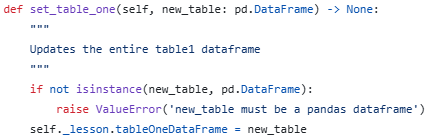 def set_table_one(self, new_table: pd.DataFrame) -> None:
    """
    Updates the entire table1 dataframe
    """
    if not isinstance(new_table, pd.DataFrame):
        raise ValueError('new_table must be a pandas dataframe')
    self._lesson.tableOneDataFrame = new_table